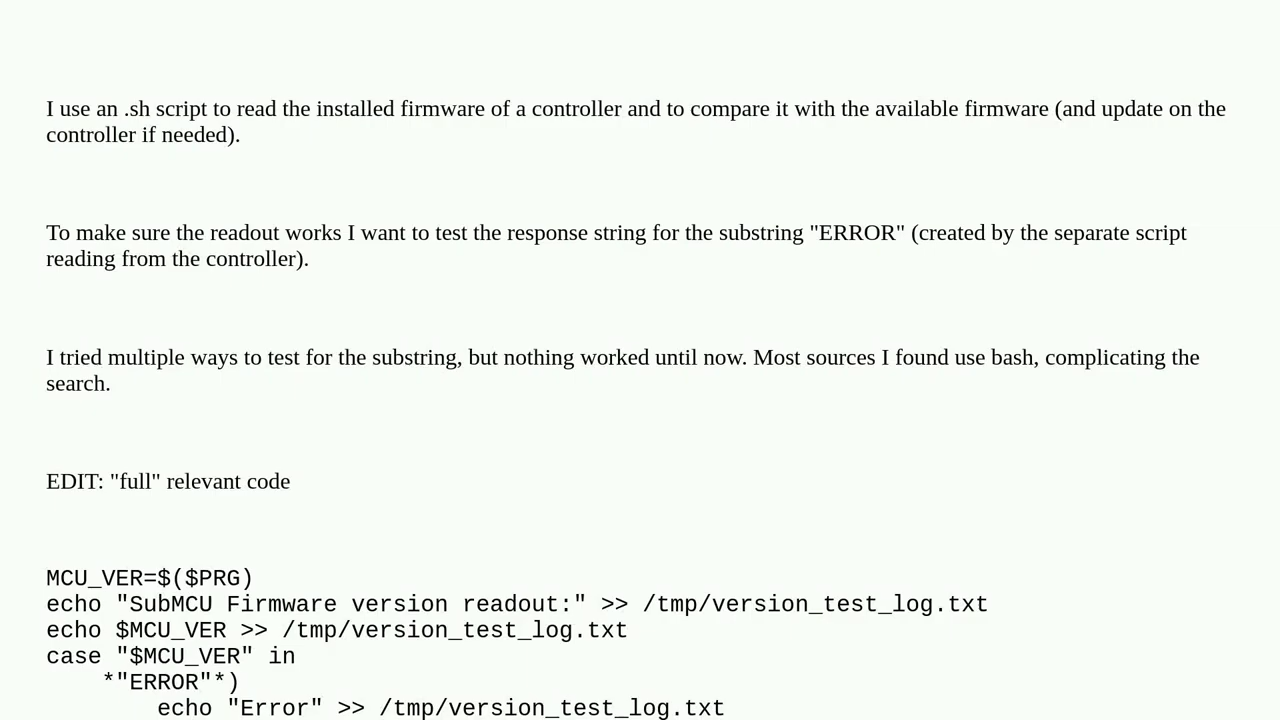 I use an .sh script to read the installed firmware of a controller and to compare it with the available firmware (and update on the
controller if needed).
To make sure the readout works I want to test the response string for the substring "ERROR" (created by the separate script
reading from the controller).
I tried multiple ways to test for the substring, but nothing worked until now. Most sources I found use bash, complicating the
search.
EDIT: "full" relevant code
MCU_VER=$($PRG)
echo "SubMCU Firmware version readout:" >> /tmp/version_test_log.txt
echo $MCU_VER >> /tmp/version_test_log.txt
case "$MCU_VER" in
    *"ERROR"*)
        echo "Error" >> /tmp/version_test_log.txt